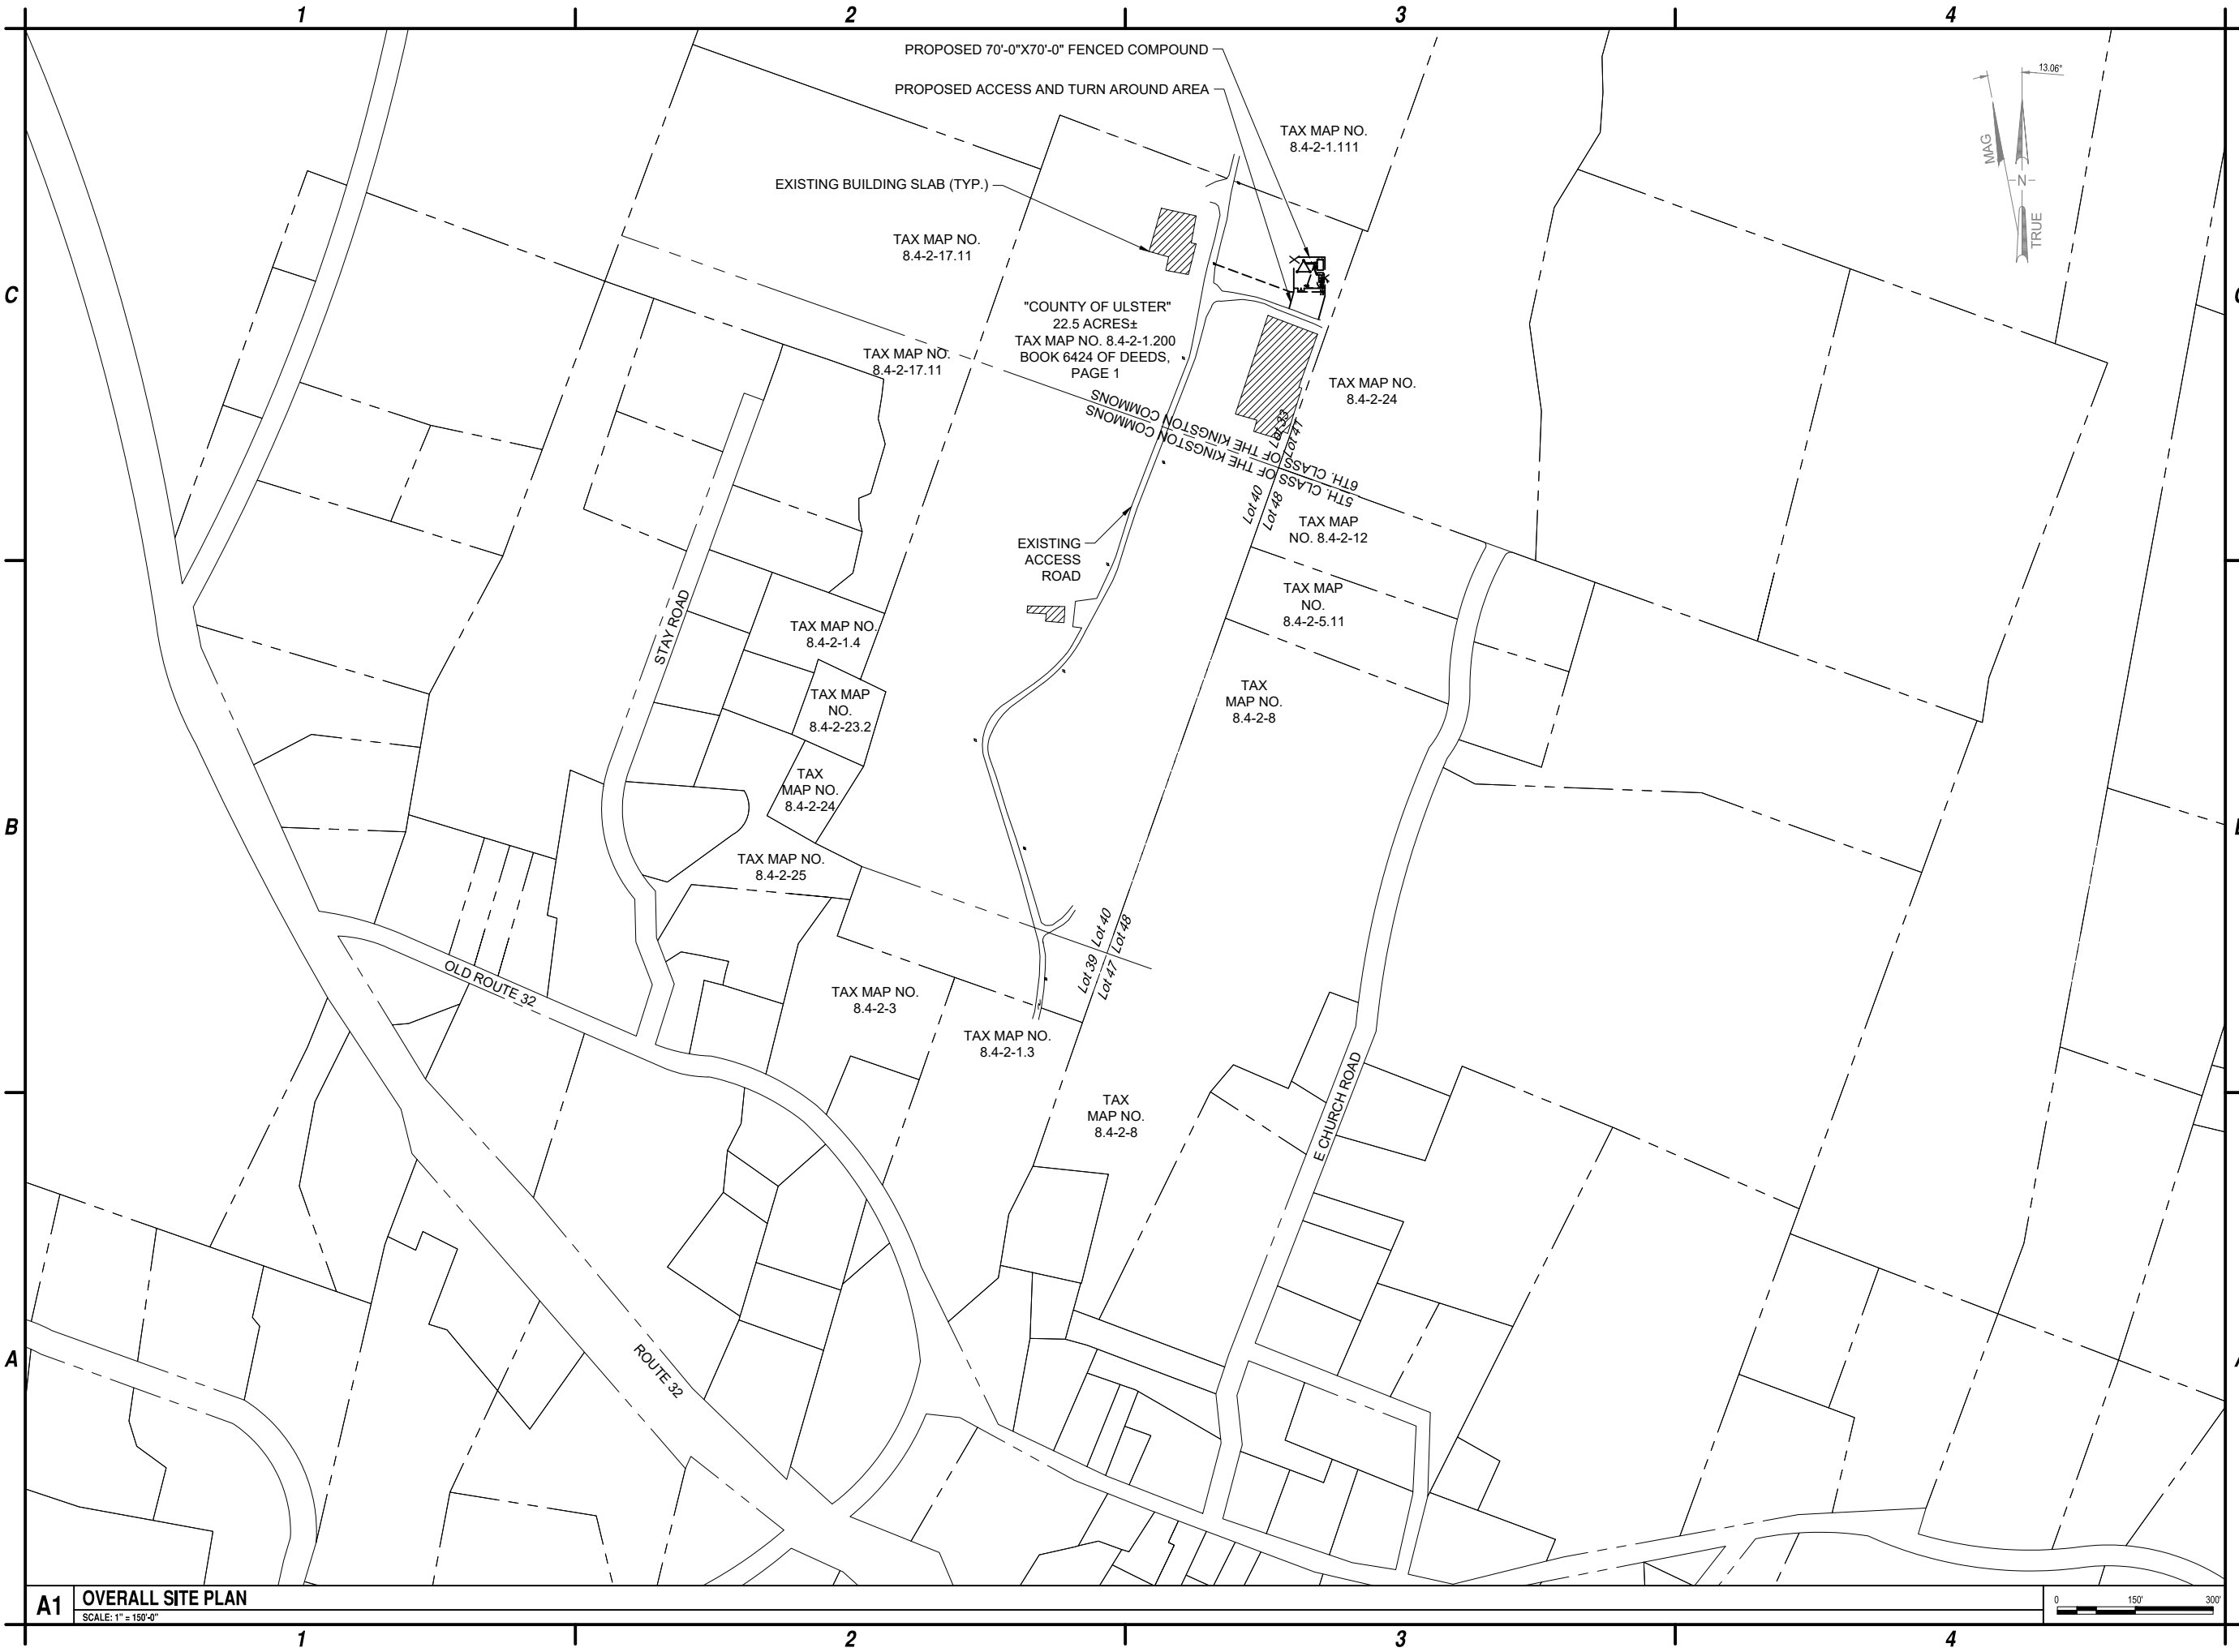 1
2
3
4
PROPOSED 70'-0"X70'-0" FENCED COMPOUND
PROPOSED ACCESS AND TURN AROUND AREA
13.06°
MAG
N
TRUE
TAX MAP NO.
8.4-2-1.111
EXISTING BUILDING SLAB (TYP.)
TAX MAP NO.
8.4-2-17.11
C
"COUNTY OF ULSTER"
22.5 ACRES±
TAX MAP NO. 8.4-2-1.200
BOOK 6424 OF DEEDS,
PAGE 1
TAX MAP NO.
8.4-2-17.11
TAX MAP NO.
8.4-2-24
6TH. CLASS OF THE KINGSTON COMMONS
5TH. CLASS OF THE KINGSTON COMMONS
Lot 33
Lot 47
Lot 40
Lot 48
TAX MAP
NO. 8.4-2-12
EXISTING
ACCESS
ROAD
TAX MAP
NO.
8.4-2-5.11
STAY ROAD
TAX MAP NO.
8.4-2-1.4
TAX MAP
NO.
8.4-2-23.2
TAX
MAP NO.
8.4-2-8
TAX
MAP NO.
8.4-2-24
B
TAX MAP NO.
8.4-2-25
Lot 40
Lot 48
Lot 39
Lot 47
OLD ROUTE 32
TAX MAP NO.
8.4-2-3
TAX MAP NO.
8.4-2-1.3
TAX
MAP NO.
8.4-2-8
E CHURCH ROAD
A
ROUTE 32
A1
OVERALL SITE PLAN
SCALE: 1" = 150'-0"
0
150'
300'
1
2
3
4